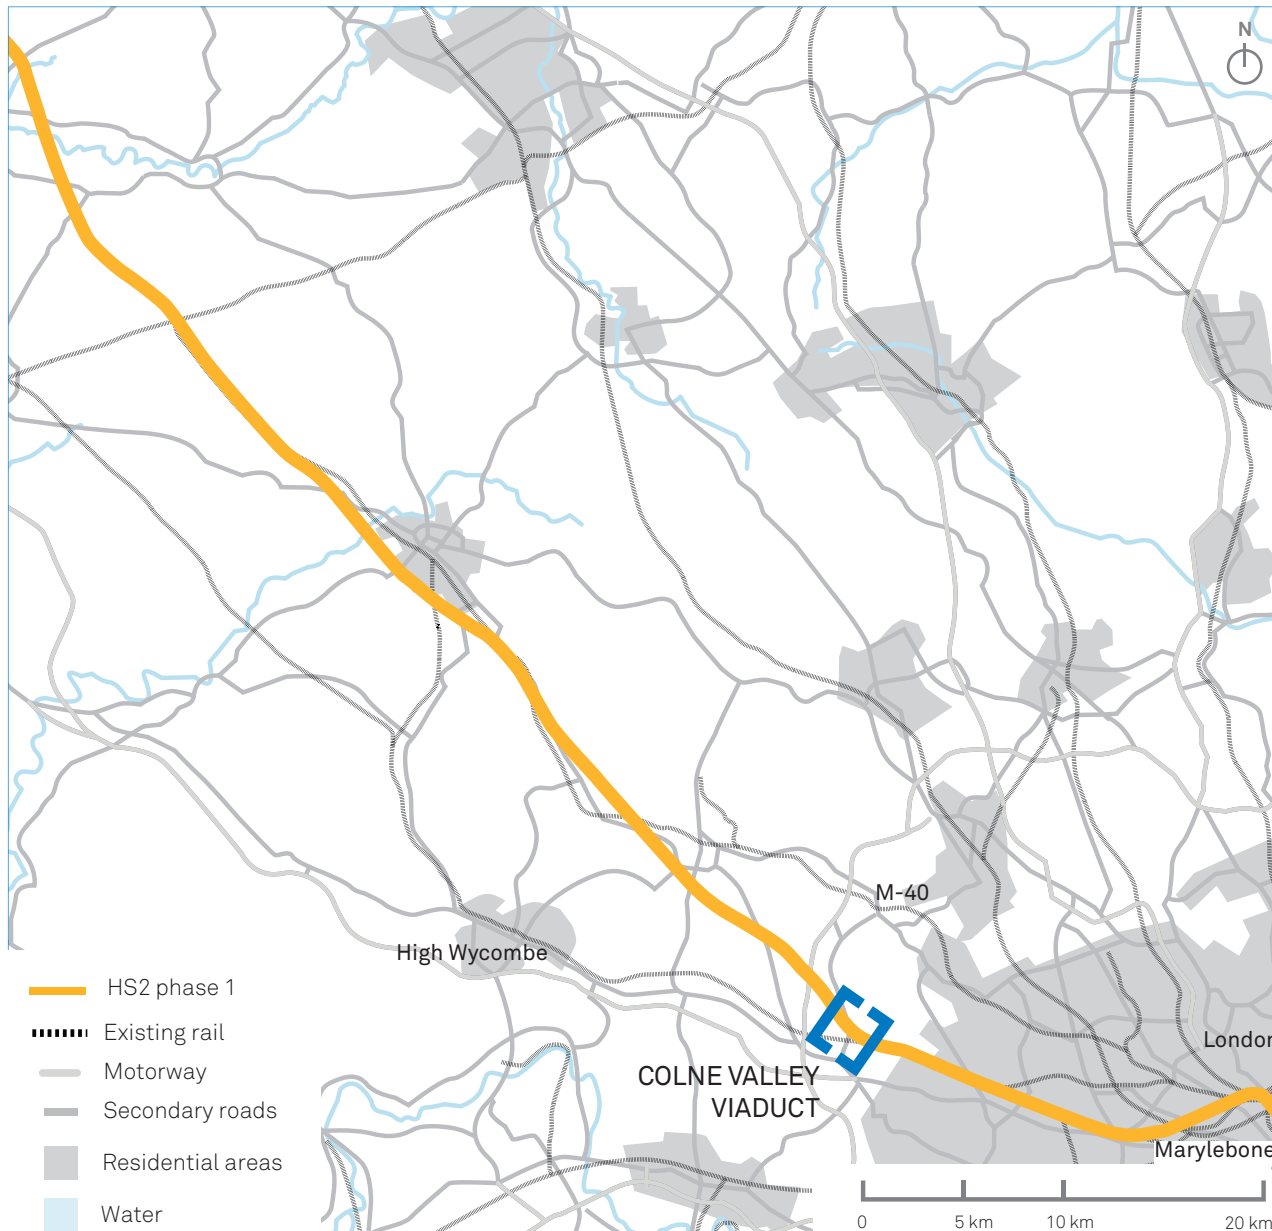 N
M-40
High Wycombe
London
COLNE VALLEY
VIADUCT
Marylebone
HS2 phase 1
Existing rail
Motorway
Secondary roads
Residential areas
Water
0
5 km
10 km
20 km